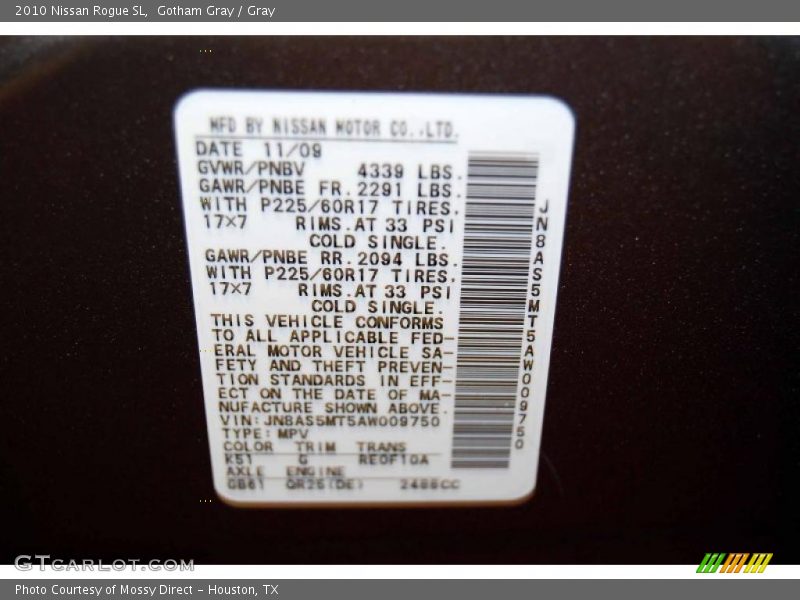 2010 Nissan Rogue SL,  Gotham Gray / Gray
MFD BY NISSAN MOTOR CO.,LTD.
DATE 11/09
GVWR/PNBV 4339 LBS.
GAWR/PNBE FR.2291 LBS.
WITH P225/60R17 TIRES.
17×7 RIMS.AT 33 PSI
COLD SINGLE.
GAWR/PNBE RR.2094 LBS.
WITH P225/60R17 TIRES.
17×7 RIMS.AT 33 PSI
COLD SINGLE.
THIS VEHICLE CONFORMS
TO ALL APPLICABLE FED-
ERAL MOTOR VEHICLE SA-
FETY AND THEFT PREVEN-
TION STANDARDS IN EFF-
ECT ON THE DATE OF MA-
NUFACTURE SHOWN ABOVE.
VIN:JN8AS5MT5AW009750
TYPE:MPV
COLOR TRIM TRANS
K51 G RE0F10A
AXLE ENGINE
GB61 QR25(DE) 2488CC
JN8AS5MT5AW009750
GTcarlot.com
Photo Courtesy of Mossy Direct – Houston, TX